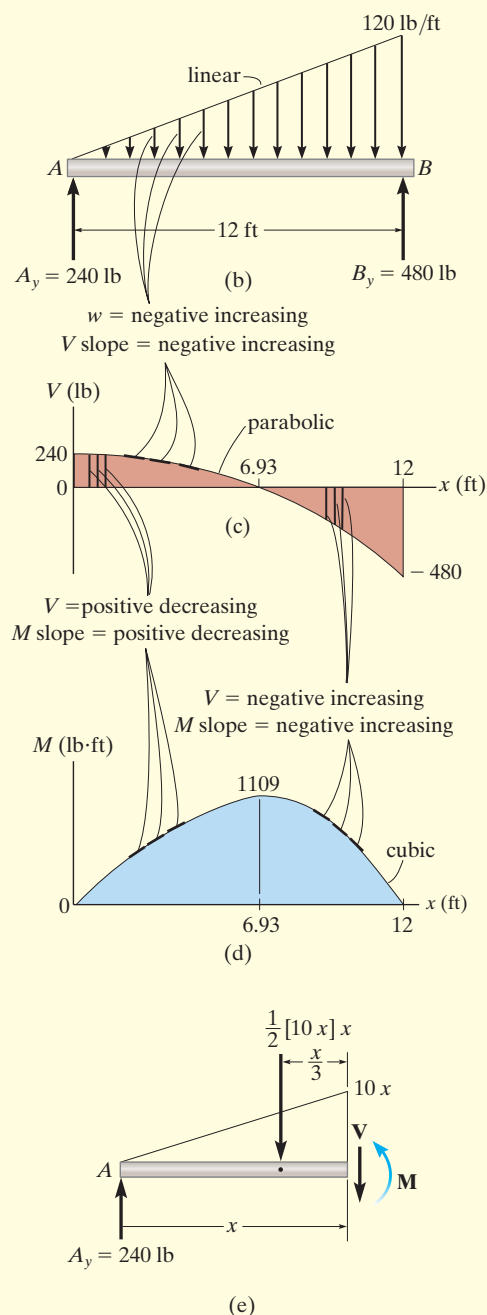 120 lb/ft
linear
A
B
12 ft
A_y = 240 lb
(b)
B_y = 480 lb
w = negative increasing
V slope = negative increasing
V (lb)
parabolic
240
6.93
12
0
x (ft)
(c)
− 480
V =positive decreasing
M slope = positive decreasing
V = negative increasing
M slope = negative increasing
M (lb·ft)
1109
cubic
0
x (ft)
6.93
12
(d)
1/2 [10 x] x
x/3
10 x
V
A
M
x
A_y = 240 lb
(e)